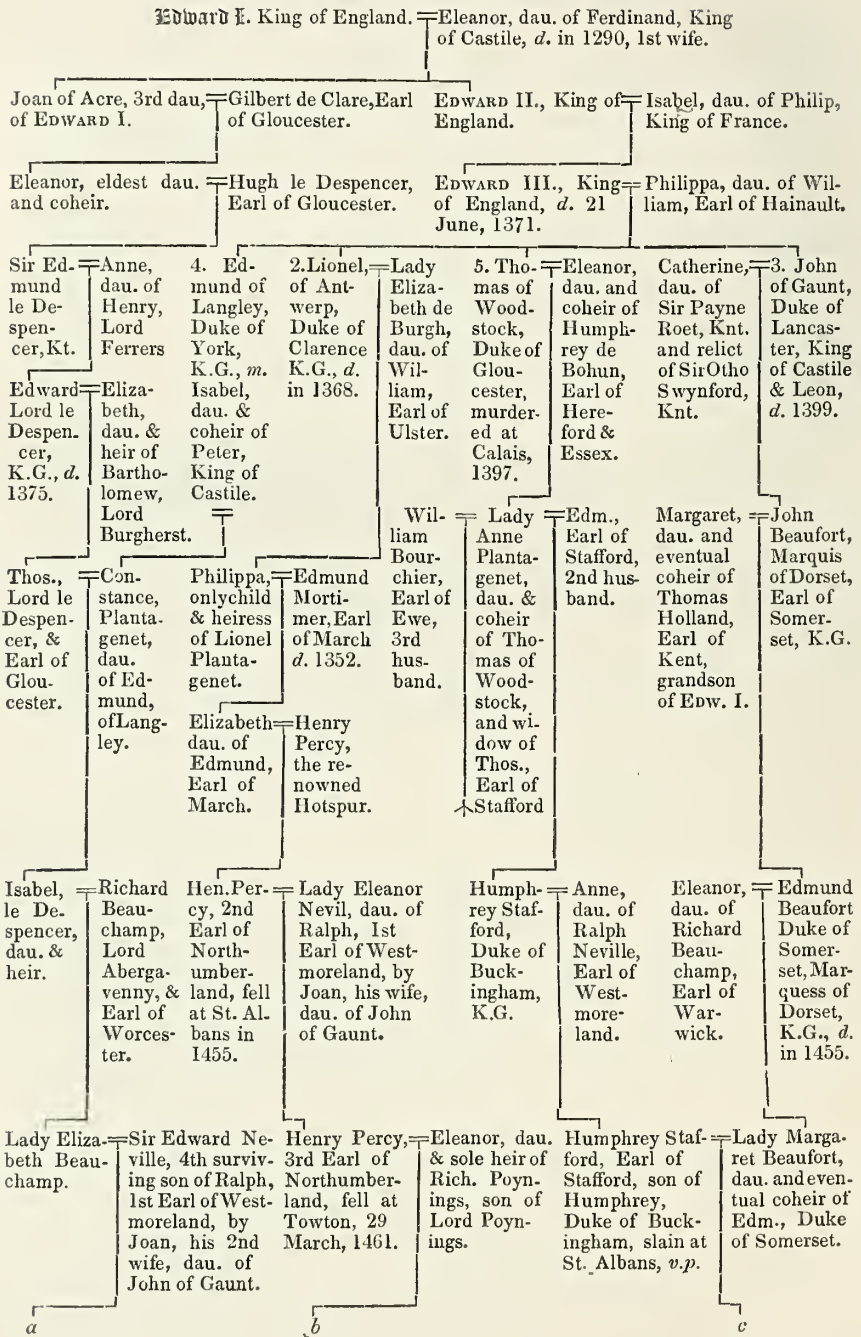 Edward I. King of England. Eleanor, dau. of Ferdinand, King
of Castile, d. in 1290, 1st wife.
Joan of Acre, 3rd dau,
of EDWARD I.
Gilbert de Clare,Earl
of Gloucester.
EDWARD II., King of
England.
Isabel, dau. of Philip,
King of France.
Eleanor, eldest dau.
and coheir.
Hugh le Despencer,
Earl of Gloucester.
EDWARD III., King
of England, d. 21
June, 1371.
Philippa, dau. of Wil-
liam, Earl of Hainault.
Sir Ed-
mund
le De-
spen-
cer, Kt.
Anne,
dau. of
Henry,
Lord
Ferrers
4. Ed-
mund of
Langley,
Duke of
York,
K.G., m.
Isabel,
dau. &
coheir of
Peter,
King of
Castile.
2.Lionel,
of Ant-
werp,
Duke of
Clarence
K.G., d.
in 1368.
Lady
Eliza-
beth de
Burgh,
dau. of
Wil-
liam,
Earl of
Ulster.
5. Tho-
mas of
Wood-
stock,
Duke of
Glou-
cester,
murder-
ed at
Calais,
1397.
Eleanor,
dau. and
coheir of
Humph-
rey de
Bohun,
Earl of
Here-
ford &
Essex.
Catherine,
dau. of
Sir Payne
Roet, Knt.
and relict
of Sir Otho
Swynford,
Knt.
3. John
of Gaunt,
Duke of
Lancas-
ter, King
of Castile
& Leon,
d. 1399.
Edward
Lord le
Despen-
cer,
K.G., d.
1375.
Eliza-
beth,
dau. &
heir of
Bartho-
lomew,
Lord
Burgherst.
Wil-
liam
Bour-
chier,
Earl of
Ewe,
3rd
hus-
band.
Lady
Anne
Planta-
genet,
dau. &
coheir
of Tho-
mas of
Wood-
stock,
and wi-
dow of
Thos.,
Earl of
Stafford
Edm.,
Earl of
Stafford,
2nd hus-
band.
Margaret,
dau. and
eventual
coheir of
Thomas
Holland,
Earl of
Kent,
grandson
of EDW. I.
John
Beaufort,
Marquis
of Dorset,
Earl of
Somer-
set, K.G.
Thos.,
Lord le
Despen-
cer, &
Earl of
Glou-
cester.
Con-
stance,
Planta-
genet,
dau.
of Ed-
mund,
of Lang-
ley.
Philippa,
only child
& heiress
of Lionel
Planta-
genet.
Edmund
Morti-
mer, Earl
of March
d. 1352.
Elizabeth
dau. of
Edmund,
Earl of
March.
Henry
Percy,
the re-
nowned
Hotspur.
Isabel,
le De-
spencer,
dau. &
heir.
Richard
Beau-
champ,
Lord
Aberga-
venny, &
Earl of
Worces-
ter.
Hen. Per-
cy, 2nd
Earl of
North-
umber-
land, fell
at St. Al-
bans in
1455.
Lady Eleanor
Nevil, dau. of
Ralph, 1st
Earl of West-
moreland, by
Joan, his wife,
dau. of John
of Gaunt.
Humph-
rey Staf-
ford,
Duke of
Buck-
ingham,
K.G.
Anne,
dau. of
Ralph
Neville,
Earl of
West-
more-
land.
Eleanor,
dau. of
Richard
Beau-
champ,
Earl of
War-
wick.
Edmund
Beaufort
Duke of
Somer-
set, Mar-
quess of
Dorset,
K.G., d.
in 1455.
Lady Eliza-
beth Beau-
champ.
Sir Edward Ne-
ville, 4th surviv-
ing son of Ralph,
1st Earl of West-
moreland, by
Joan, his 2nd
wife, dau. of
John of Gaunt.
Henry Percy,
3rd Earl of
Northumber-
land, fell at
Towton, 29
March, 1461.
Eleanor, dau.
& sole heir of
Rich. Poyn-
ings, son of
Lord Poyn-
ings.
Humphrey Staf-
ford, Earl of
Stafford, son of
Humphrey,
Duke of Buck-
ingham, slain at
St. Albans, v.p.
Lady Marga-
ret Beaufort,
dau. and even-
tual coheir of
Edm., Duke
of Somerset.
a
b
c